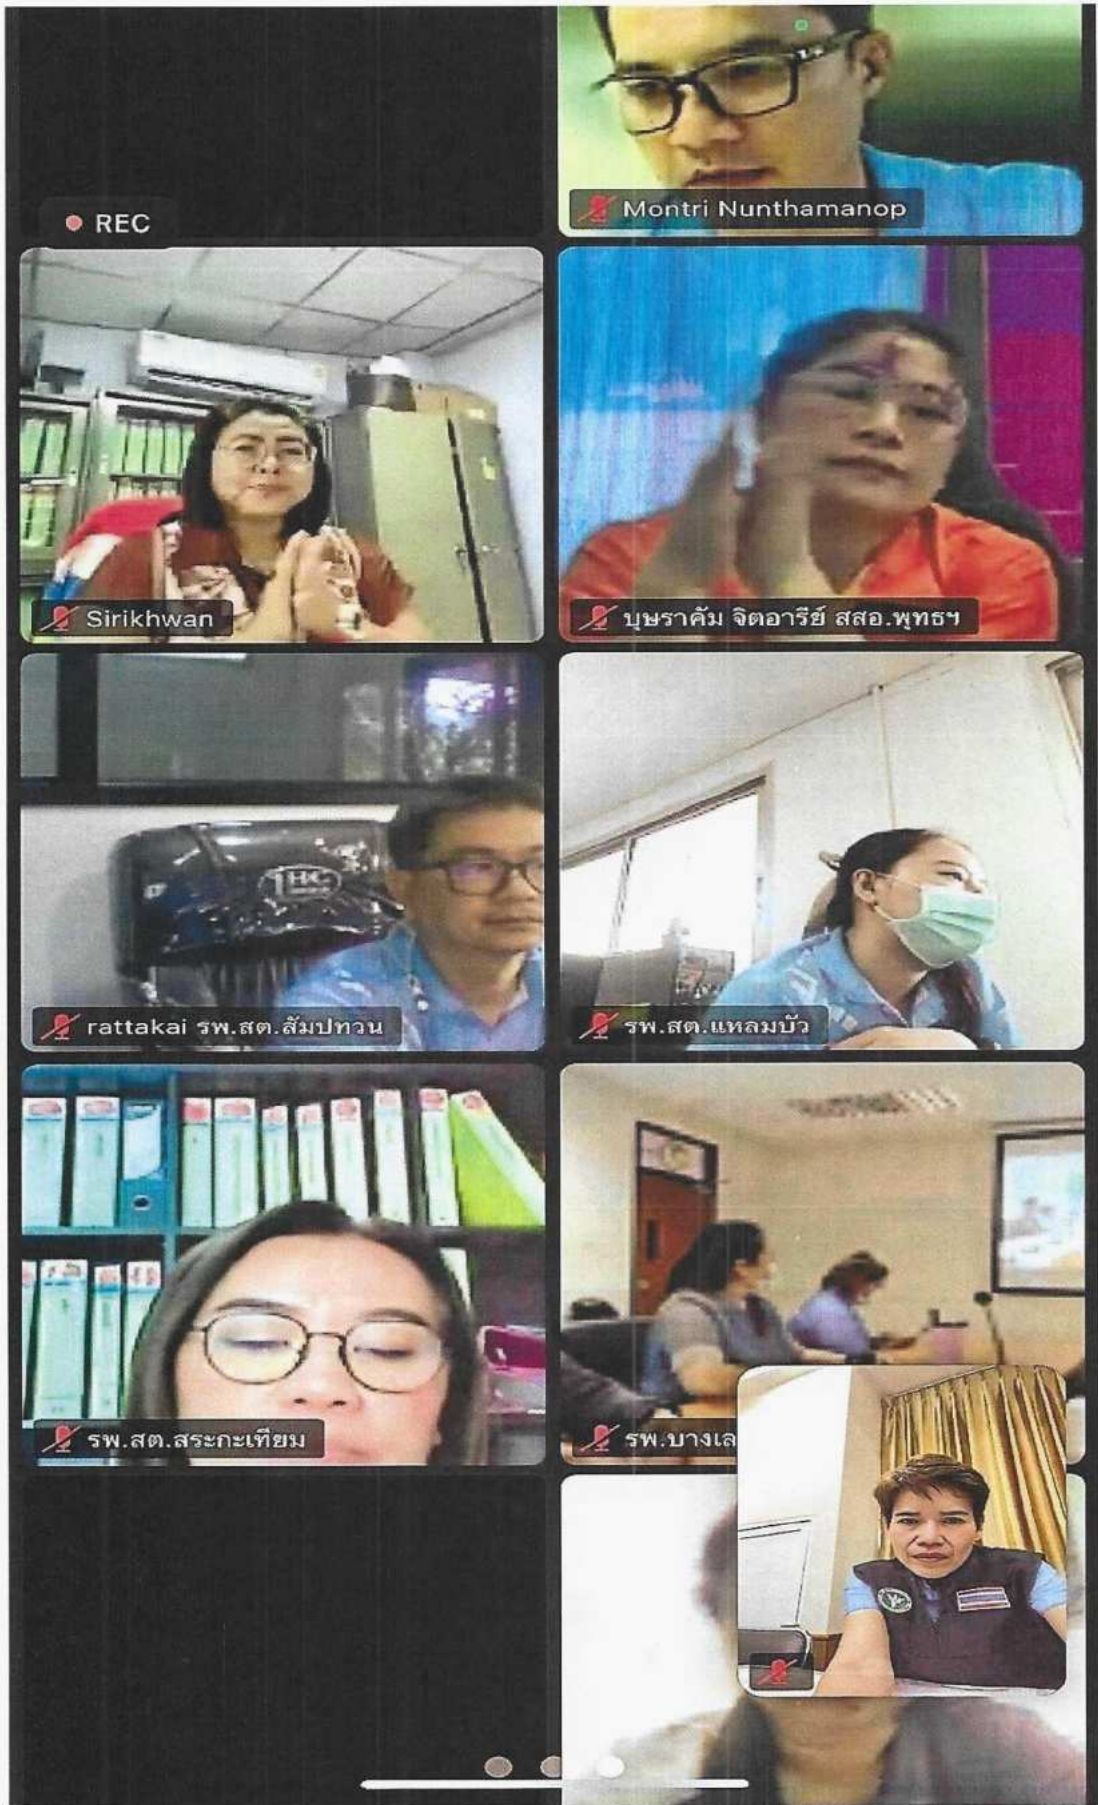 Montri Nunthamanop
REC
Sirikhwan
บุษราคัม จิตอารีย์ สสอ.พุทธฯ
rattakai รพ.สต.สัมปทวน
รพ.สต.แหลมบัว
รพ.สต.สระกะเทียม
รพ.บางเล